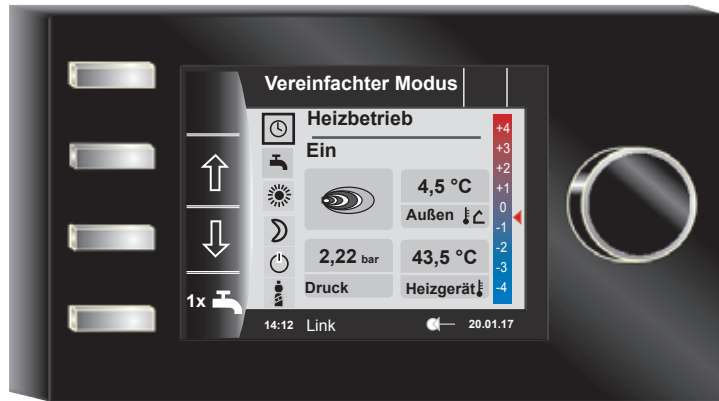 Vereinfachter Modus
Heizbetrieb
Ein
+4
+3
+2
+1
0
-1
-2
-3
-4
4,5 °C
Außen
2,22 bar
43,5 °C
Druck
Heizgerät
1x
14:12 Link 20.01.17